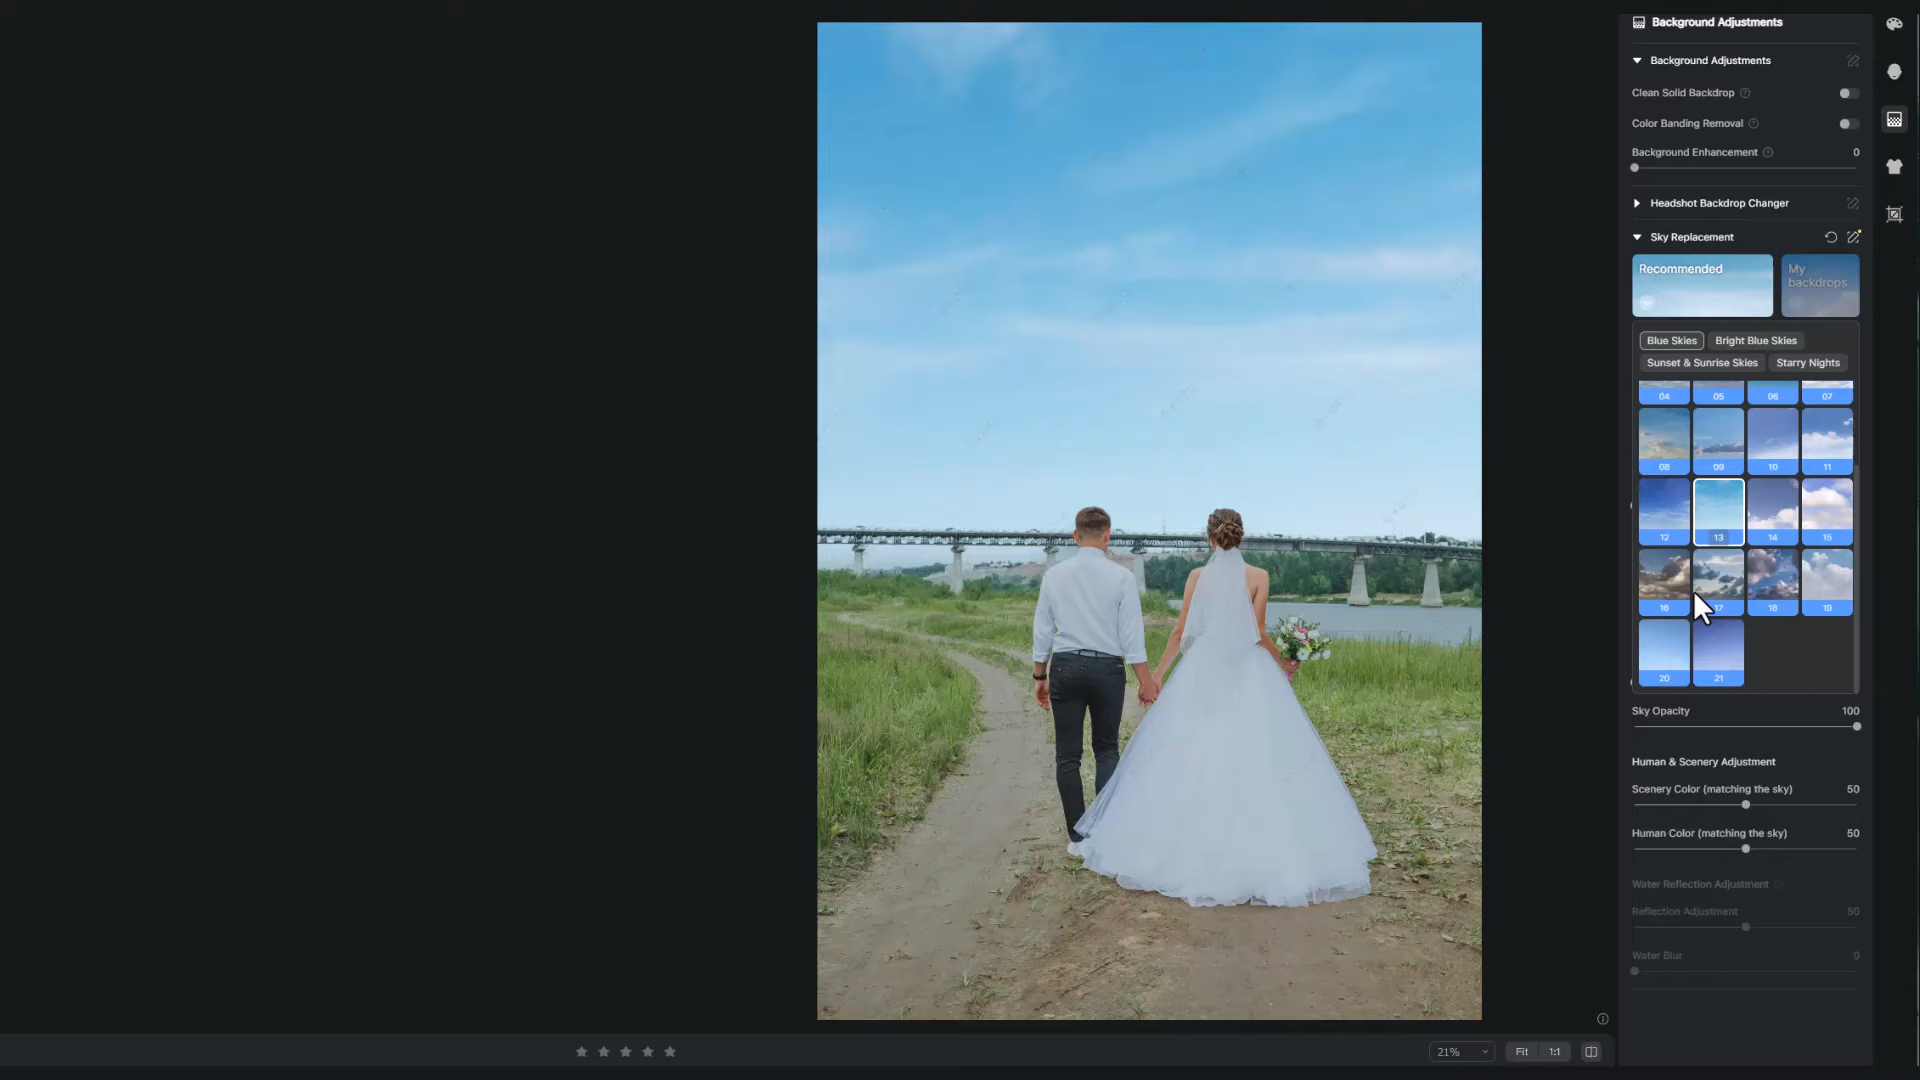 Background Adjustments
Background Adjustments
Clean Solid Backdrop
Color Banding Removal
Background Enhancement 0
Headshot Backdrop Changer
Sky Replacement
Recommended
My
backdrops
Blue Skies Bright Blue Skies
Sunset & Sunrise Skies Starry Nights
04 05 06 07
08 09 10 11
12 13 14 15
16 17 18 19
20 21
Sky Opacity 100
Human & Scenery Adjustment
Scenery Color (matching the sky) 50
Human Color (matching the sky) 50
Water Reflection Adjustment
Reflection Adjustment 50
Water Blur 0
21% Fit 1:1